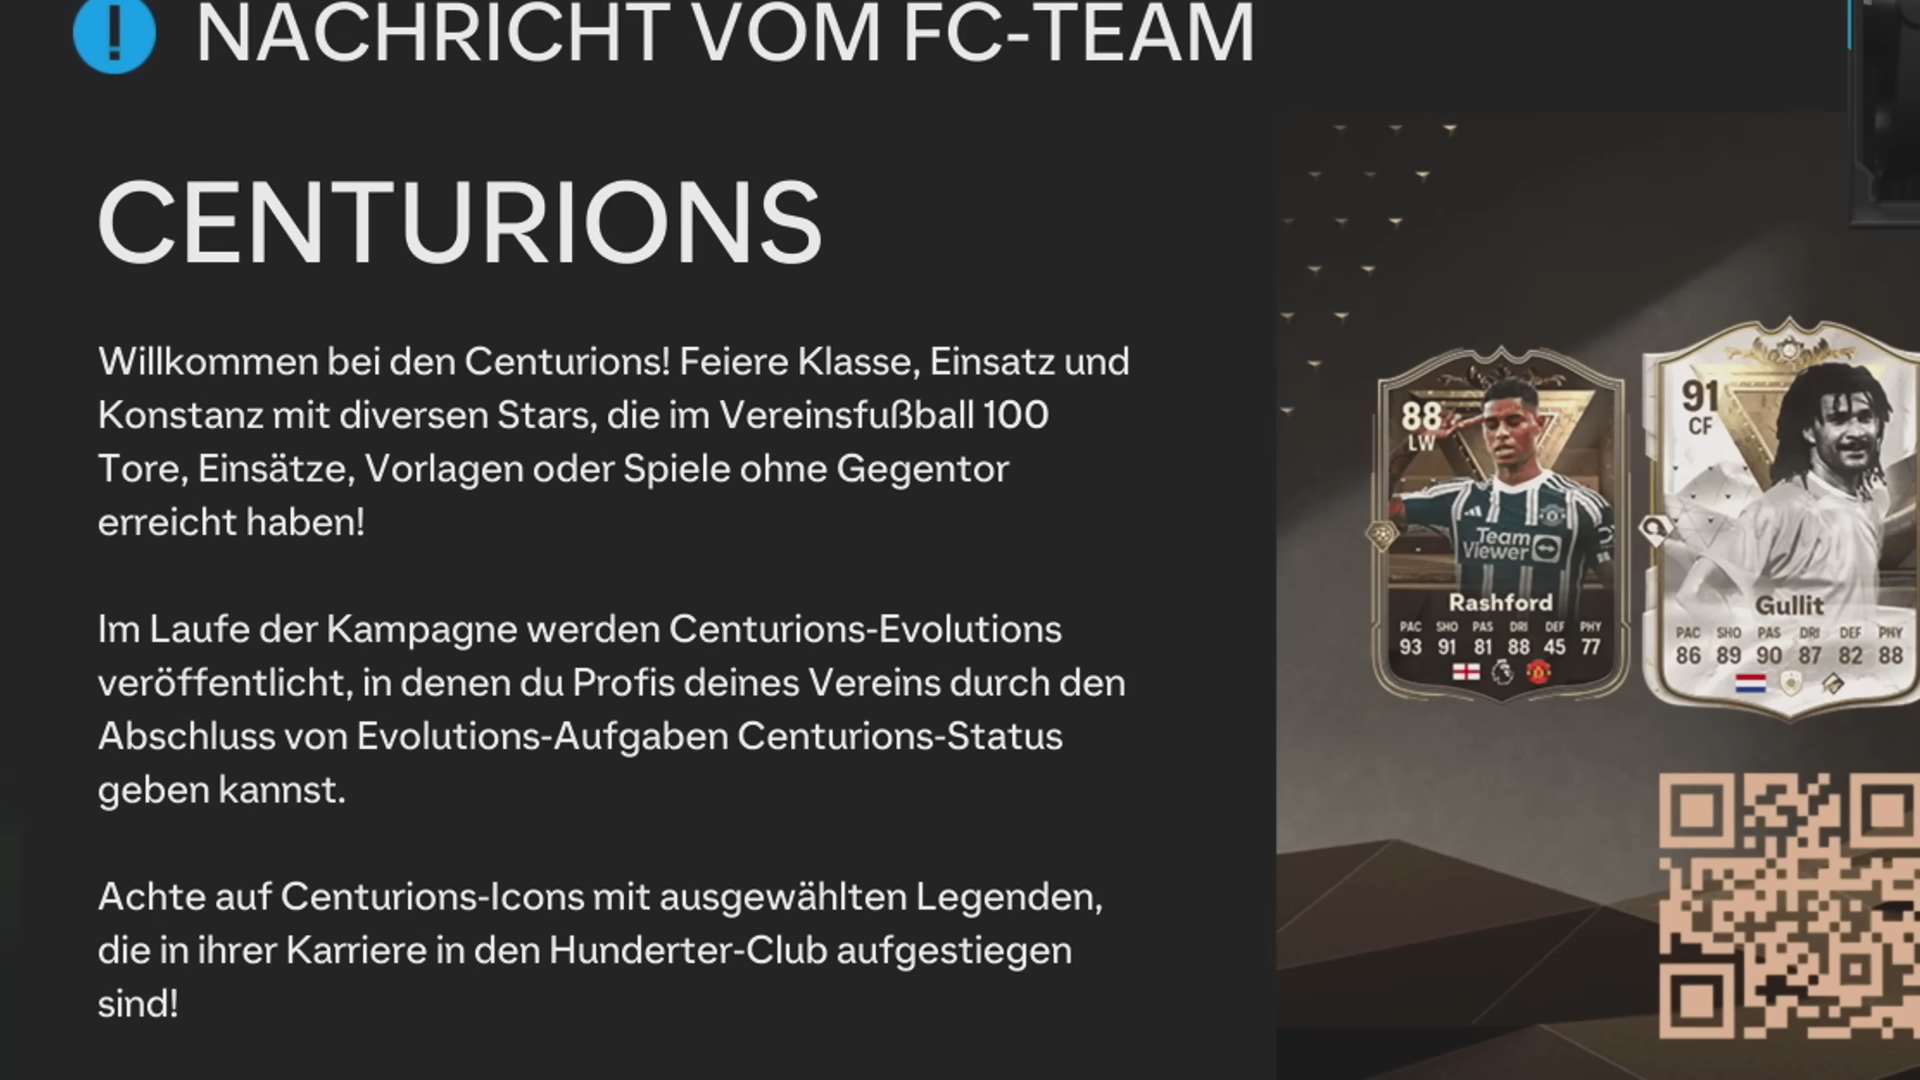 NACHRICHT VOM FC-TEAM
CENTURIONS
Willkommen bei den Centurions! Feiere Klasse, Einsatz und
Konstanz mit diversen Stars, die im Vereinsfußball 100
Tore, Einsätze, Vorlagen oder Spiele ohne Gegentor
erreicht haben!
Im Laufe der Kampagne werden Centurions-Evolutions
veröffentlicht, in denen du Profis deines Vereins durch den
Abschluss von Evolutions-Aufgaben Centurions-Status
geben kannst.
Achte auf Centurions-Icons mit ausgewählten Legenden,
die in ihrer Karriere in den Hunderter-Club aufgestiegen
sind!
88
LW
Team
Viewer
Rashford
PAC SHO PAS DRI DEF PHY
93 91 81 88 45 77
91
CF
Gullit
PAC SHO PAS DRI DEF PHY
86 89 90 87 82 88